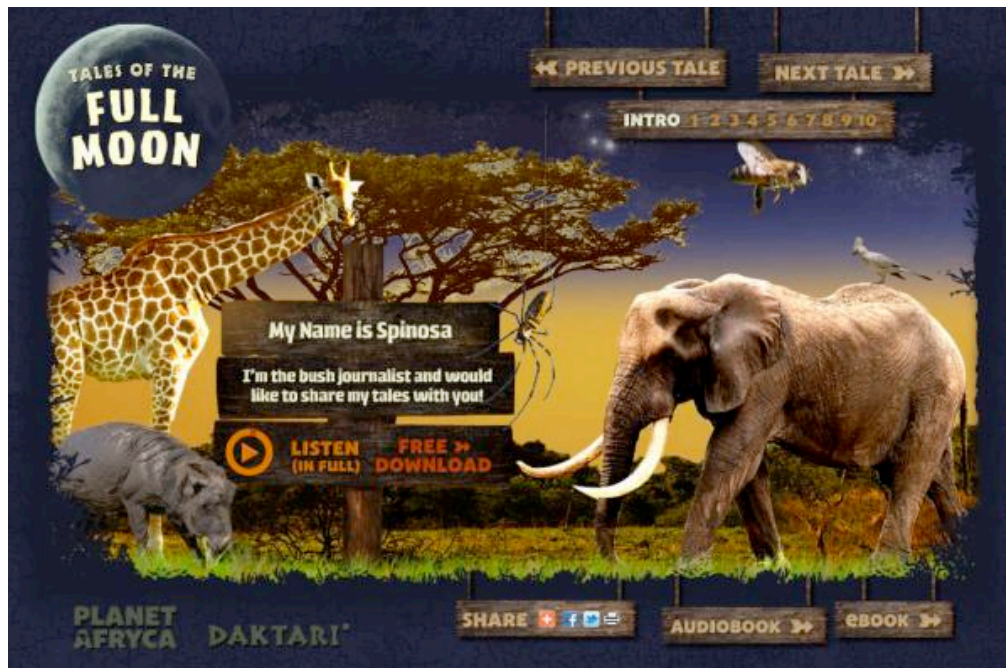 TALES OF THE
FULL
MOON
PREVIOUS TALE
NEXT TALE
INTRO 1 2 3 4 5 6 7 8 9 10
My Name is Spinosa
I'm the bush journalist and would
like to share my tales with you!
LISTEN
(IN FULL)
FREE
DOWNLOAD
PLANET
AFRYCA
DAKTARI
SHARE
AUDIOBOOK
eBOOK